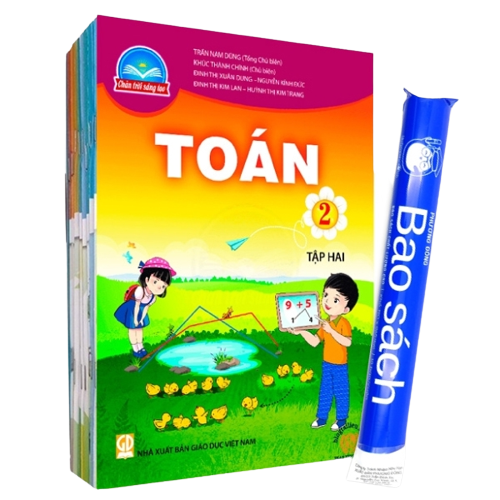 Chân trời sáng tạo
TRẦN NAM DŨNG (Tổng Chủ biên)
KHÚC THÀNH CHÍNH (Chủ biên)
ĐINH THỊ XUÂN DUNG - NGUYỄN KÍNH ĐỨC
ĐINH THỊ KIM LAN - HUỲNH THỊ KIM TRANG
TOÁN
2
TẬP HAI
9 + 5
1 4
NHÀ XUẤT BẢN GIÁO DỤC VIỆT NAM
PHƯƠNG ĐÔNG
Bao sách